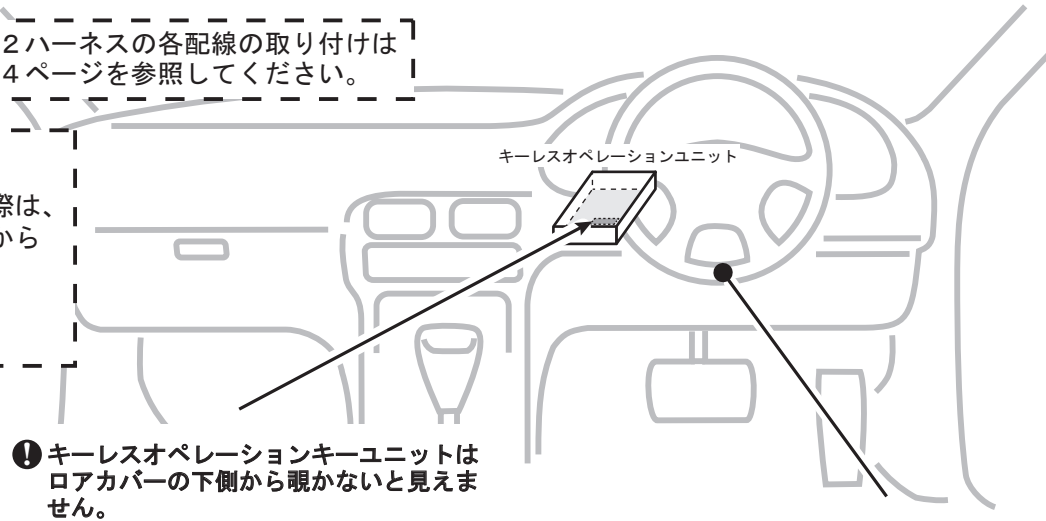 2ハーネスの各配線の取り付けは
4ページを参照してください。
際は、
から
キーレスオペレーションユニット
キーレスオペレーションキーユニットは
ロアカバーの下側から覗かないと見えま
せん。